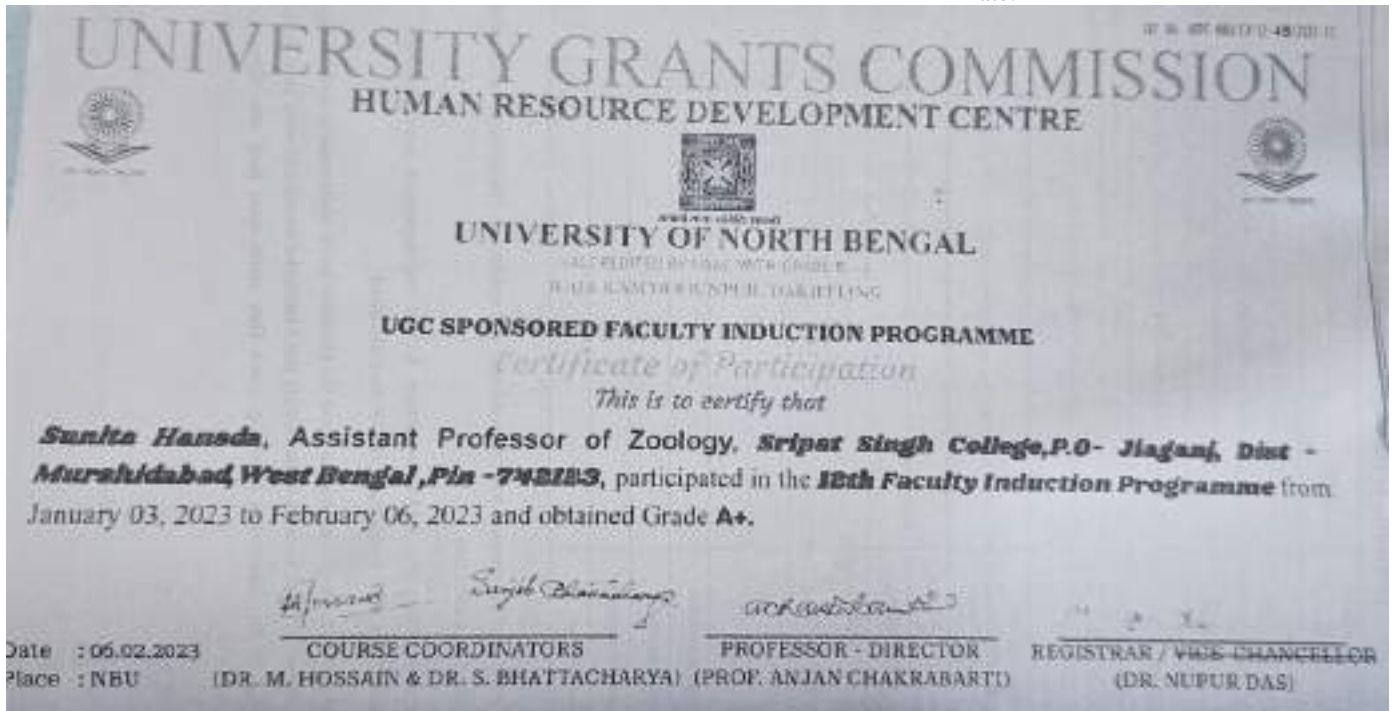 UNIVERSITY GRANTS COMMISSION
HUMAN RESOURCE DEVELOPMENT CENTRE
UNIVERSITY OF NORTH BENGAL
UGC SPONSORED FACULTY INDUCTION PROGRAMME
Certificate of Participation
This is to certify that
Sunita Hansda, Assistant Professor of Zoology, Sripat Singh College,P.O- Jiaganj, Dist -
Murshidabad,West Bengal,Pin -742123, participated in the 12th Faculty Induction Programme from
January 03, 2023 to February 06, 2023 and obtained Grade A+.
Date : 06.02.2023
COURSE COORDINATORS
PROFESSOR - DIRECTOR
REGISTRAR / VICE-CHANCELLOR
Place : NBU
(DR. M. HOSSAIN & DR. S. BHATTACHARYA)
(PROF. ANJAN CHAKRABARTI)
(DR. NUPUR DAS)